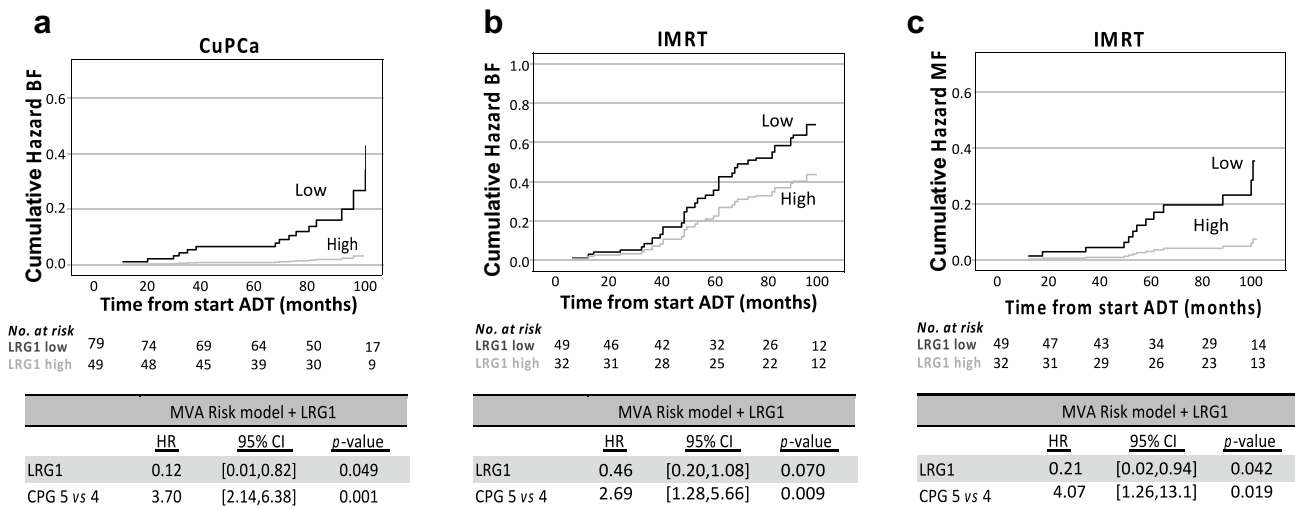 a
CuPCa
Cumulative Hazard BF
0.6
0.4
0.2
0.0
Low
High
0 20 40 60 80 100
Time from start ADT (months)
No. at risk
LRG1 low 79 74 69 64 50 17
LRG1 high 49 48 45 39 30 9
MVA Risk model + LRG1
HR 95% CI p-value
LRG1 0.12 [0.01,0.82] 0.049
CPG 5 vs 4 3.70 [2.14,6.38] 0.001
b
IMRT
Cumulative Hazard BF
1.0
0.8
0.6
0.4
0.2
0.0
Low
High
0 20 40 60 80 100
Time from start ADT (months)
No. at risk
LRG1 low 49 46 42 32 26 12
LRG1 high 32 31 28 25 22 12
MVA Risk model + LRG1
HR 95% CI p-value
LRG1 0.46 [0.20,1.08] 0.070
CPG 5 vs 4 2.69 [1.28,5.66] 0.009
c
IMRT
Cumulative Hazard MF
0.6
0.4
0.2
0.0
Low
High
0 20 40 60 80 100
Time from start ADT (months)
No. at risk
LRG1 low 49 47 43 34 29 14
LRG1 high 32 31 29 26 23 13
MVA Risk model + LRG1
HR 95% CI p-value
LRG1 0.21 [0.02,0.94] 0.042
CPG 5 vs 4 4.07 [1.26,13.1] 0.019